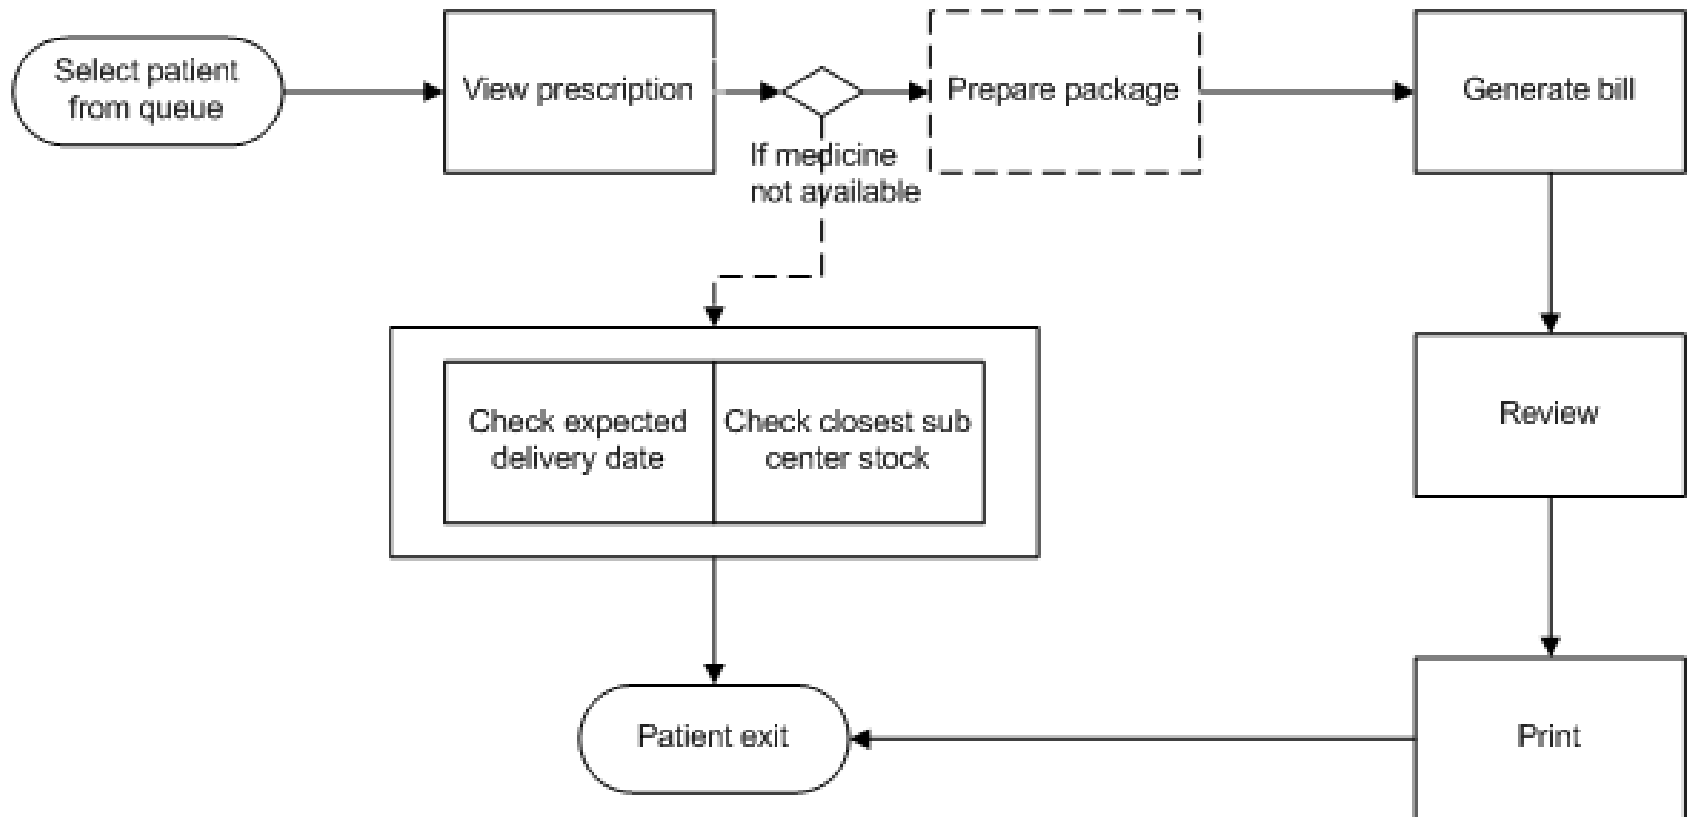 Select patient
from queue
View prescription
Prepare package
Generate bill
If medicine
not available
Check expected
delivery date
Check closest sub
center stock
Review
Patient exit
Print